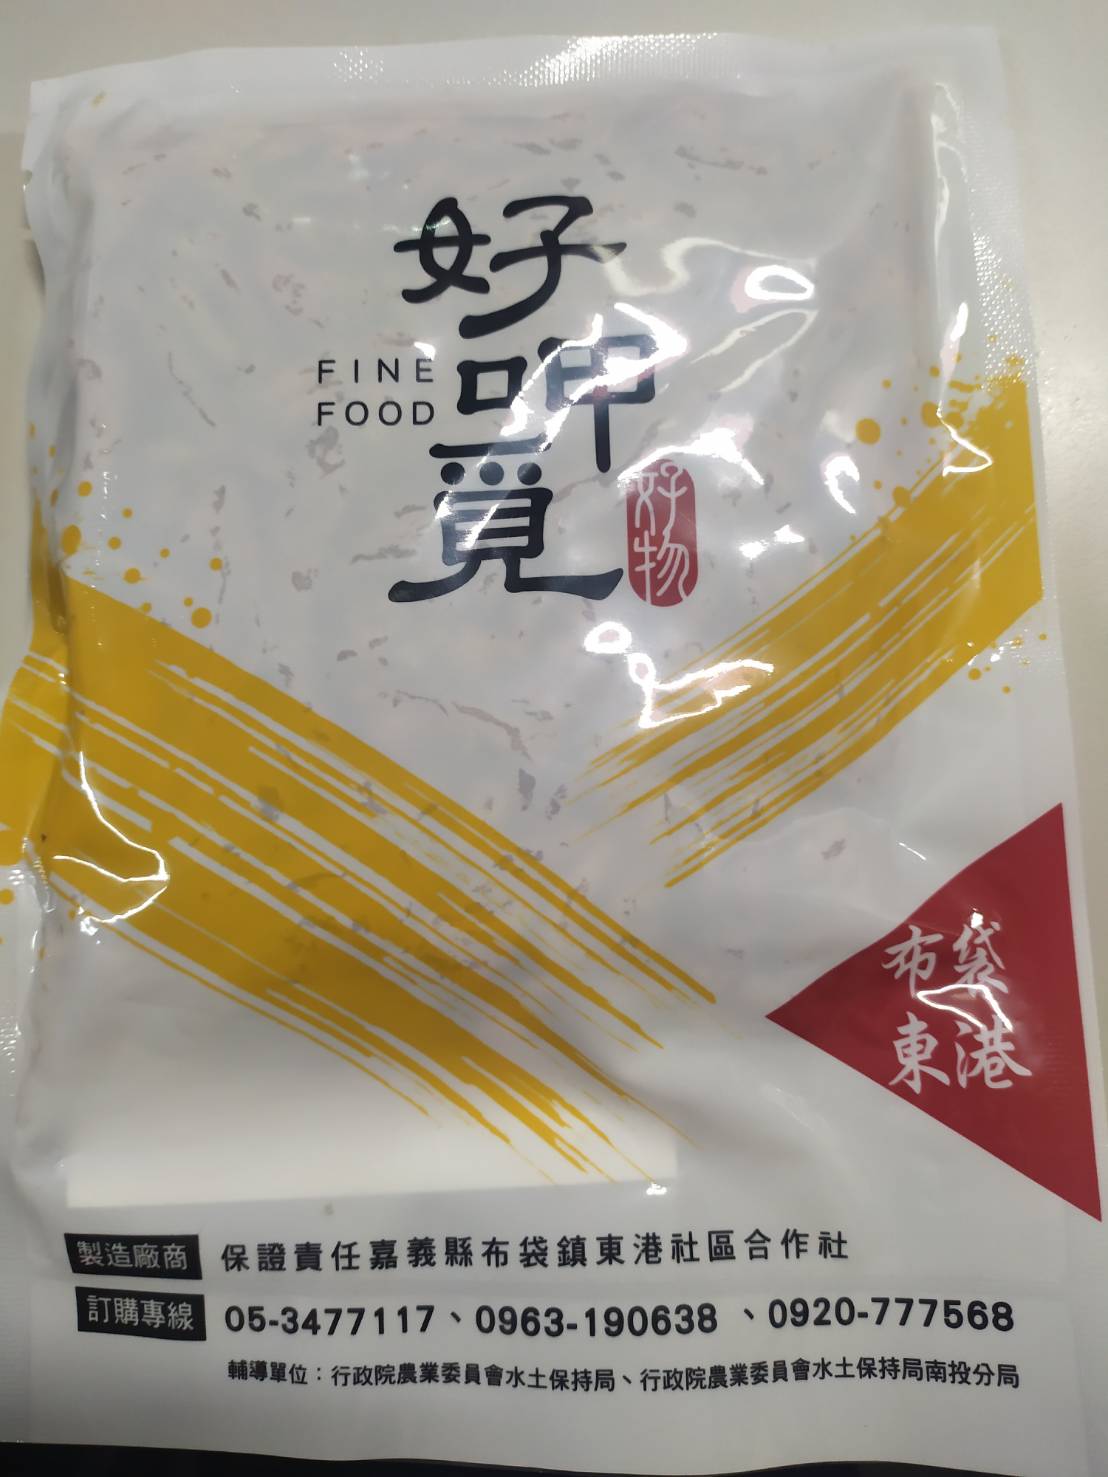 好呷覓
FINE
FOOD
好物
布袋
東港
製造廠商 保證責任嘉義縣布袋鎮東港社區合作社
訂購專線 05-3477117、0963-190638、0920-777568
輔導單位：行政院農業委員會水土保持局、行政院農業委員會水土保持局南投分局